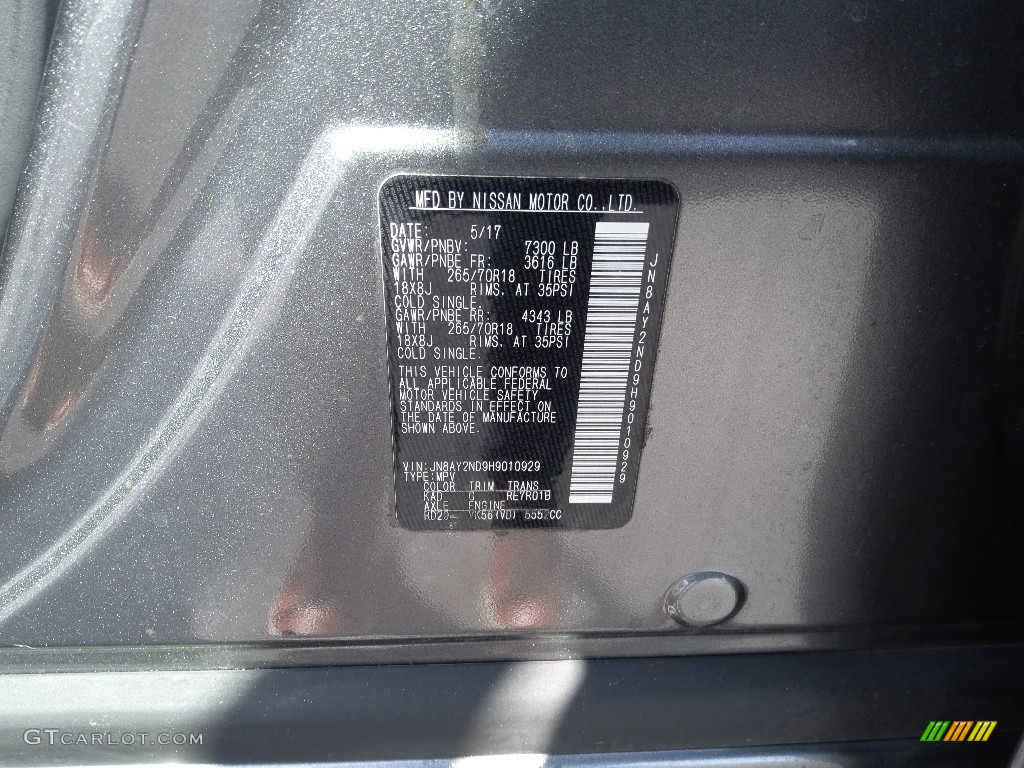 MFD BY NISSAN MOTOR CO.,LTD.
DATE: 5/17
GVWR/PNBV: 7300 LB
GAWR/PNBE FR: 3616 LB
WITH 265/70R18 TIRES
18X8J RIMS. AT 35PSI
COLD SINGLE.
GAWR/PNBE RR: 4343 LB
WITH 265/70R18 TIRES
18X8J RIMS. AT 35PSI
COLD SINGLE.
THIS VEHICLE CONFORMS TO
ALL APPLICABLE FEDERAL
MOTOR VEHICLE SAFETY
STANDARDS IN EFFECT ON
THE DATE OF MANUFACTURE
SHOWN ABOVE.
VIN:JN8AY2ND9H9010929
TYPE:MPV
COLOR TRIM TRANS
KAD G RE7R01B
AXLE ENGINE
JN8AY2ND9H9010929
GTCARLOT.COM